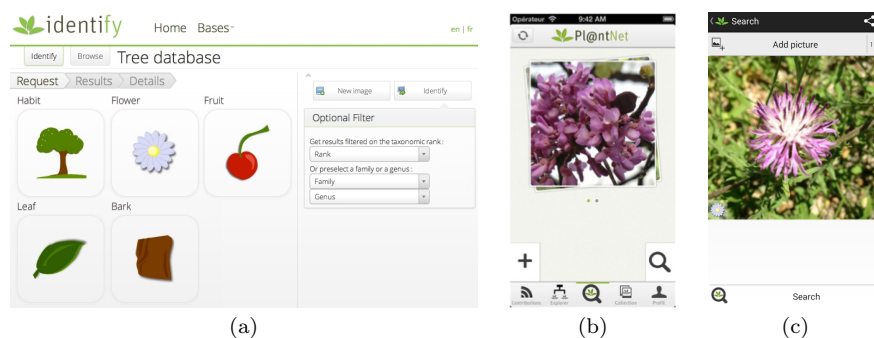 identify
Home Bases
en | fr
Identify Browse Tree database
Request Results Details
Habit Flower Fruit
Leaf Bark
New image Identify
Optional Filter
Get results filtered on the taxonomic rank :
Rank
Or preselect a family or a genus :
Family
Genus
(a)
Opérateur 9:42 AM
Pl@ntNet
Contributions Explorer Collection Profil
(b)
Search
Add picture 1
Search
(c)